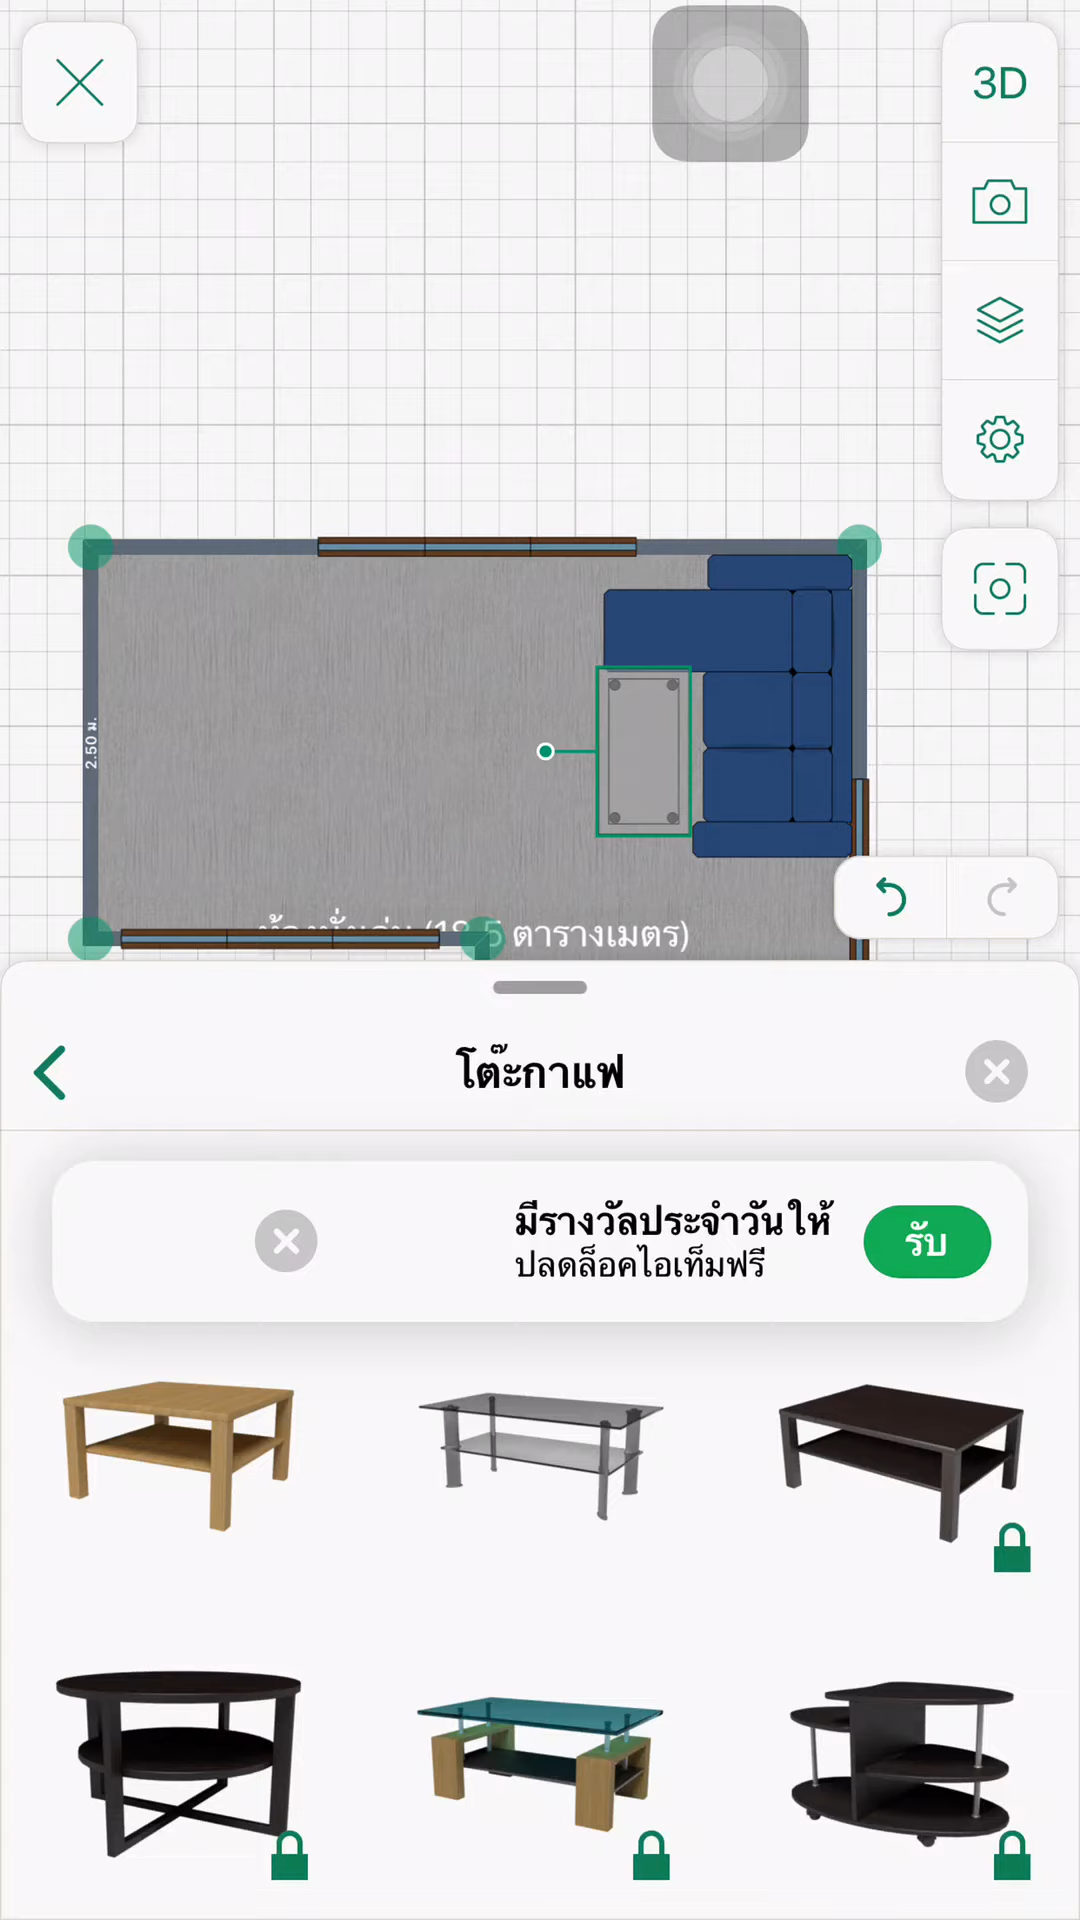 3D
2.50 ม.
ตารางเมตร)
โต๊ะกาแฟ
มีรางวัลประจำวันให้
ปลดล็อคไอเท็มฟรี
รับ